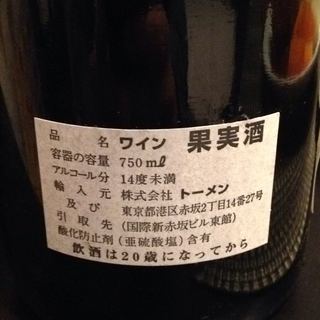 品名 ワイン 果実酒
容器の容量 750mℓ
アルコール分 14度未満
輸入元 株式会社 トーメン
及び 東京都港区赤坂2丁目14番27号
引取先 (国際新赤坂ビル東館)
酸化防止剤(亜硫酸塩)含有
飲酒は20歳になってから